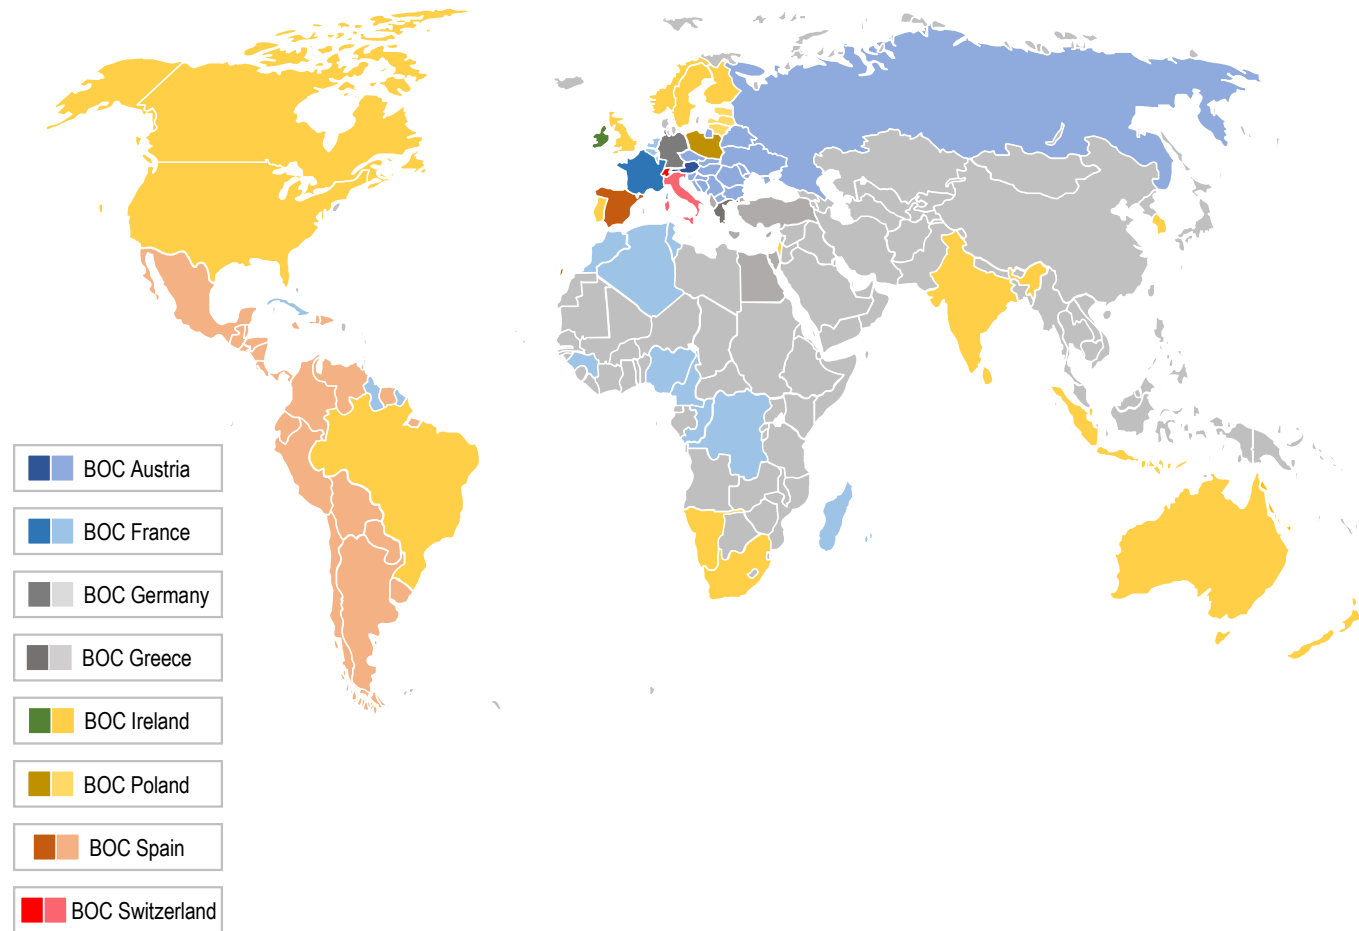 BOC Austria
BOC France
BOC Germany
BOC Greece
BOC Ireland
BOC Poland
BOC Spain
BOC Switzerland